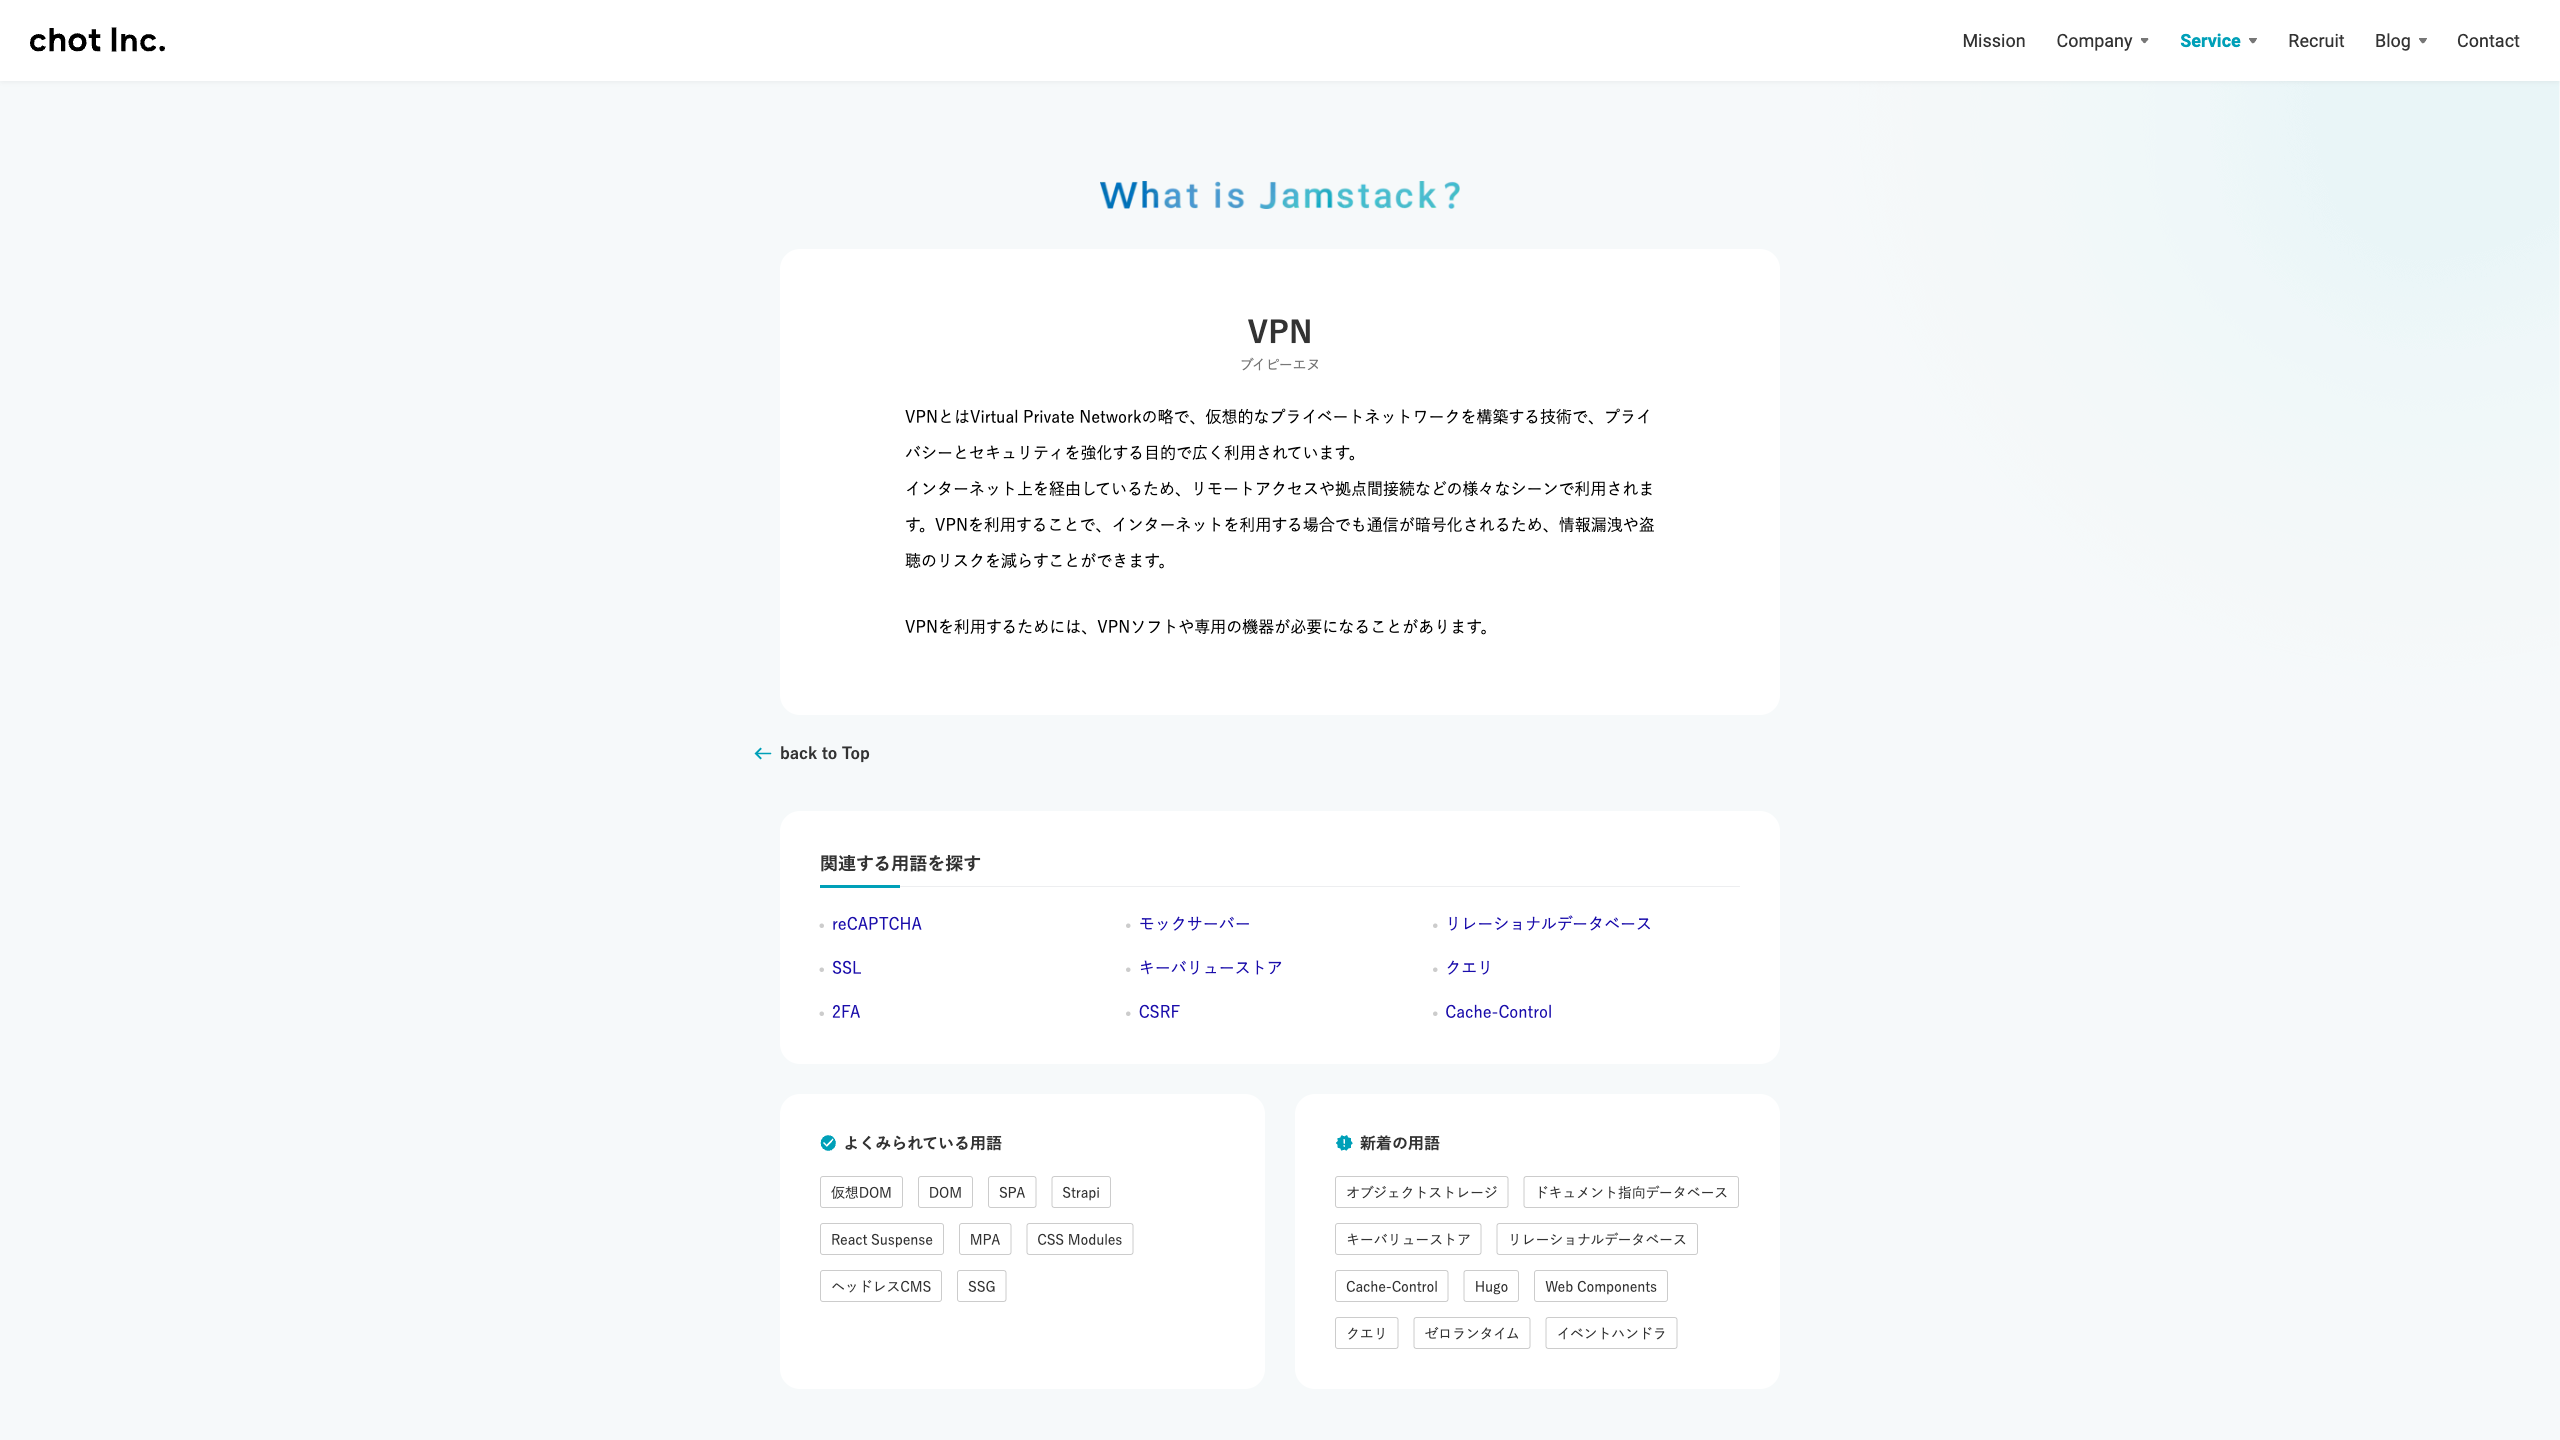 chot Inc.
Mission Company Service Recruit Blog Contact
What is Jamstack?
VPN
ブイピーエヌ
VPNとはVirtual Private Networkの略で、仮想的なプライベートネットワークを構築する技術で、プライ
バシーとセキュリティを強化する目的で広く利用されています。
インターネット上を経由しているため、リモートアクセスや拠点間接続などの様々なシーンで利用されま
す。VPNを利用することで、インターネットを利用する場合でも通信が暗号化されるため、情報漏洩や盗
聴のリスクを減らすことができます。
VPNを利用するためには、VPNソフトや専用の機器が必要になることがあります。
back to Top
関連する用語を探す
reCAPTCHA モックサーバー リレーショナルデータベース
SSL キーバリューストア クエリ
2FA CSRF Cache-Control
よくみられている用語
仮想DOM DOM SPA Strapi
React Suspense MPA CSS Modules
ヘッドレスCMS SSG
新着の用語
オブジェクトストレージ ドキュメント指向データベース
キーバリューストア リレーショナルデータベース
Cache-Control Hugo Web Components
クエリ ゼロランタイム イベントハンドラ